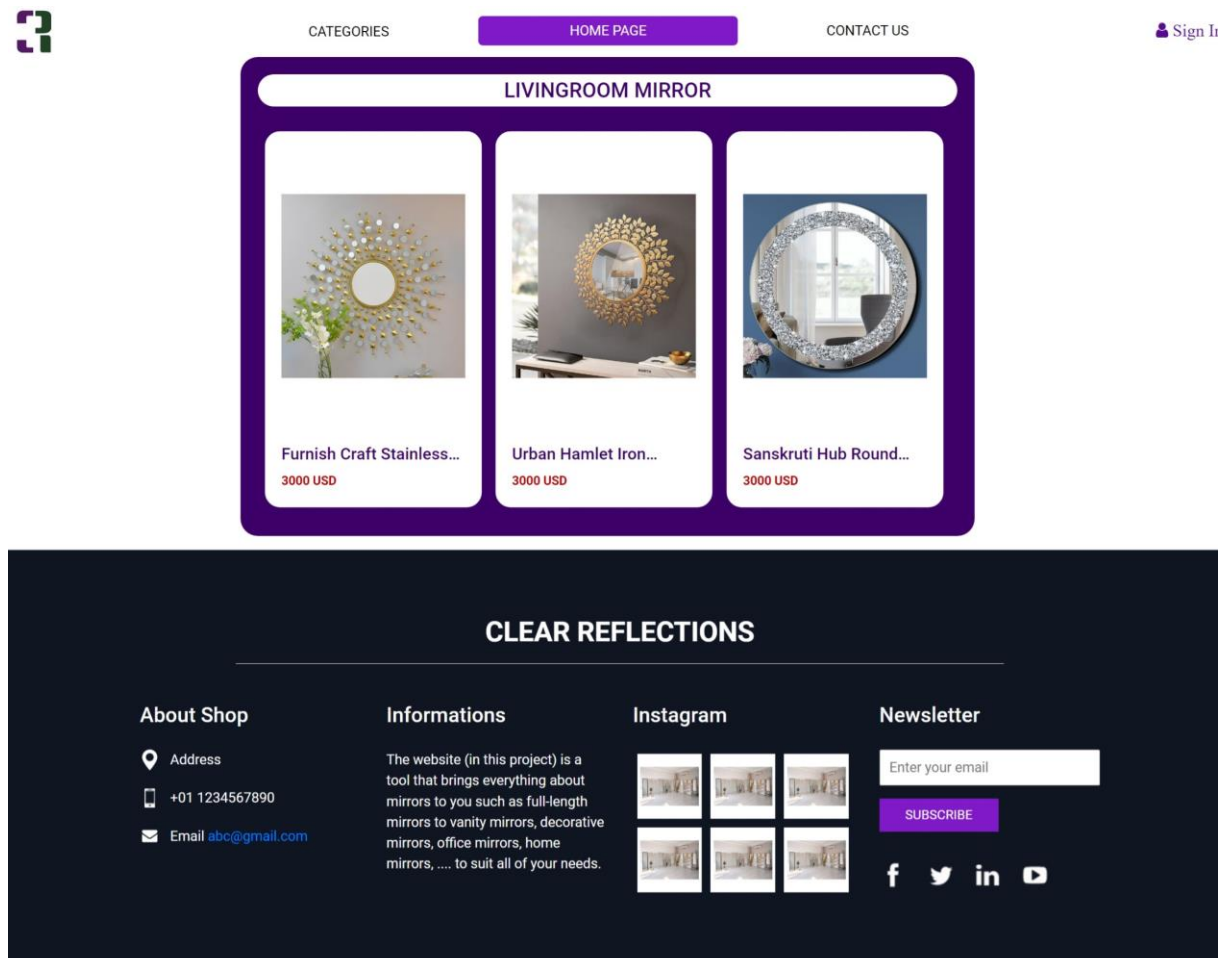 CATEGORIES
HOME PAGE
CONTACT US
Sign In
LIVINGROOM MIRROR
Furnish Craft Stainless...
3000 USD
Urban Hamlet Iron...
3000 USD
Sanskruti Hub Round...
3000 USD
CLEAR REFLECTIONS
About Shop
Address
+01 1234567890
Email abc@gmail.com
Informations
The website (in this project) is a
tool that brings everything about
mirrors to you such as full-length
mirrors to vanity mirrors, decorative
mirrors, office mirrors, home
mirrors, .... to suit all of your needs.
Instagram
Newsletter
Enter your email
SUBSCRIBE